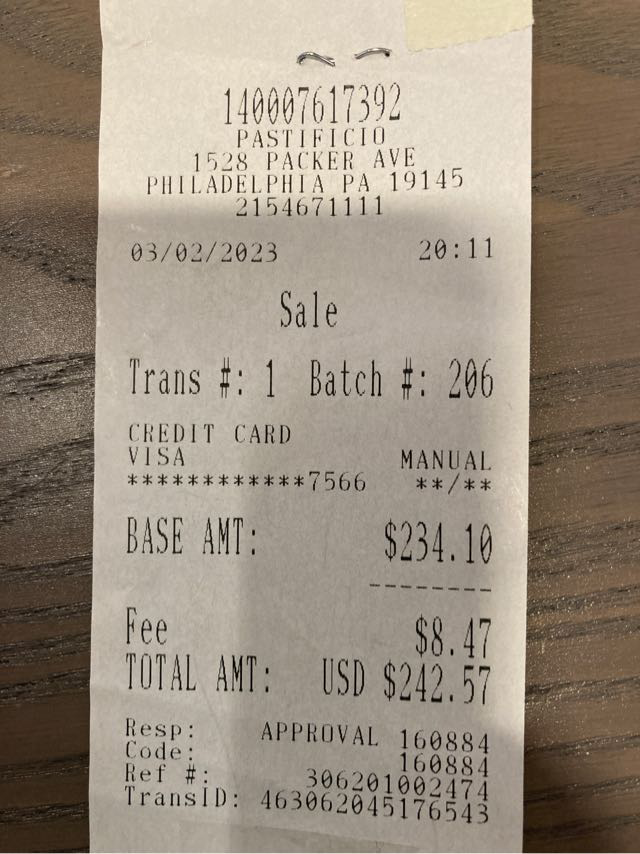 140007617392
PASTIFICIO
1528 PACKER AVE
PHILADELPHIA PA 19145
2154671111
03/02/2023 20:11
Sale
Trans #: 1 Batch #: 206
CREDIT CARD
VISA MANUAL
************7566 **/**
BASE AMT: $234.10
--------
Fee $8.47
TOTAL AMT: USD $242.57
Resp: APPROVAL 160884
Code: 160884
Ref #: 306201002474
TransID: 463062045176543